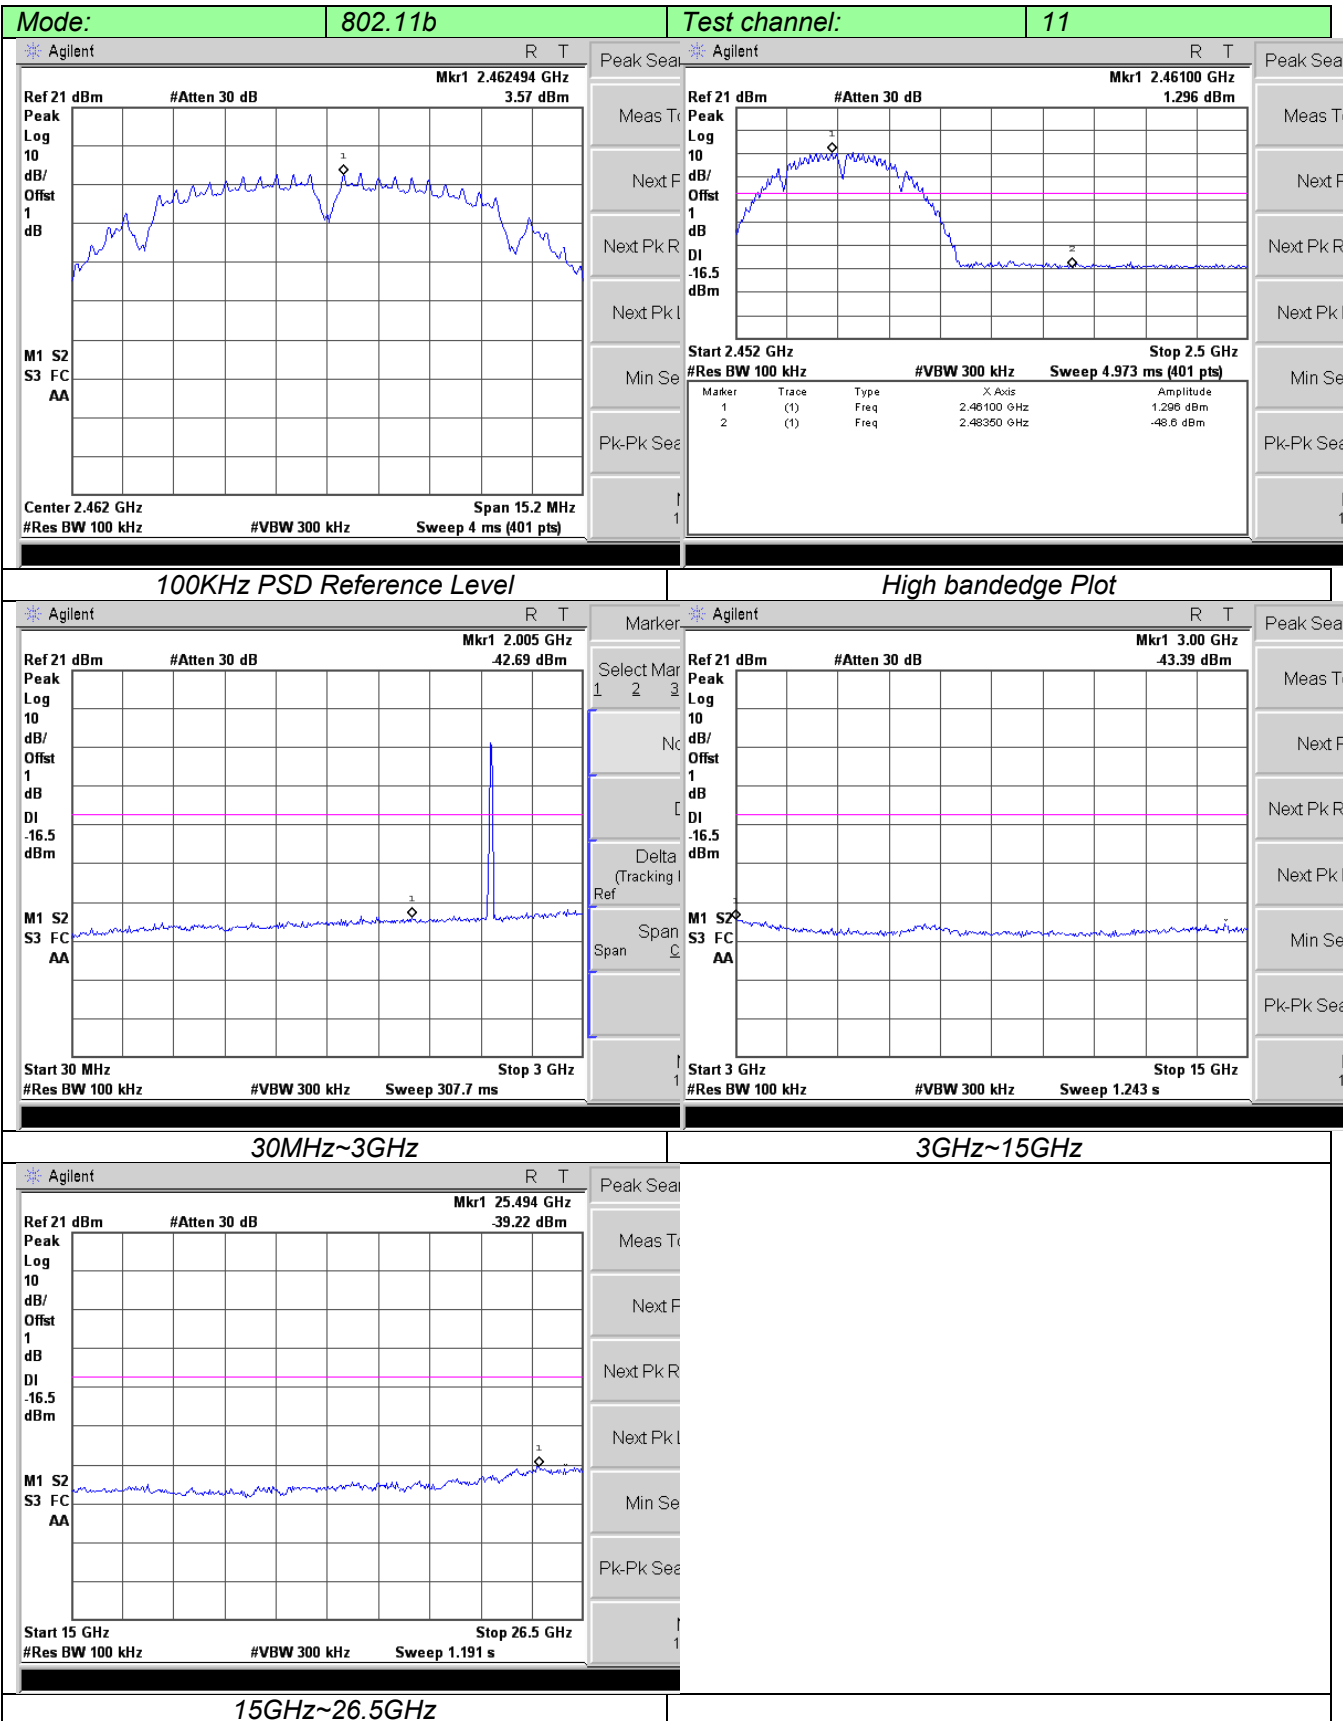 Mode: 802.11b Test channel: 11
Agilent R T
Mkr1 2.462494 GHz
Ref 21 dBm #Atten 30 dB 3.57 dBm
Peak
Log
10
dB/
Offst
1
dB
1
M1 S2
S3 FC
AA
Center 2.462 GHz Span 15.2 MHz
#Res BW 100 kHz #VBW 300 kHz Sweep 4 ms (401 pts)
Peak Sea
Meas T
Next
Next Pk R
Next Pk
Min Se
Pk-Pk Sea
1
Agilent R T
Mkr1 2.46100 GHz
Ref 21 dBm #Atten 30 dB 1.296 dBm
Peak
Log
10
dB/
Offst
1
dB
DI
-16.5
dBm
1
2
Start 2.452 GHz Stop 2.5 GHz
#Res BW 100 kHz #VBW 300 kHz Sweep 4.973 ms (401 pts)
Marker Trace Type X Axis Amplitude
1 (1) Freq 2.46100 GHz 1.296 dBm
2 (1) Freq 2.48350 GHz -48.6 dBm
Peak Sea
Meas T
Next
Next Pk R
Next Pk
Min Se
Pk-Pk Sea
1
100KHz PSD Reference Level High bandedge Plot
Agilent R T
Mkr1 2.005 GHz
Ref 21 dBm #Atten 30 dB -42.69 dBm
Peak
Log
10
dB/
Offst
1
dB
DI
-16.5
dBm
1
M1 S2
S3 FC
AA
Start 30 MHz Stop 3 GHz
#Res BW 100 kHz #VBW 300 kHz Sweep 307.7 ms
Marker
Select Mar
1 2 3
No
Delta
(Tracking
Ref
Span
Span C
1
Agilent R T
Mkr1 3.00 GHz
Ref 21 dBm #Atten 30 dB -43.39 dBm
Peak
Log
10
dB/
Offst
1
dB
DI
-16.5
dBm
M1 S2
S3 FC
AA
Start 3 GHz Stop 15 GHz
#Res BW 100 kHz #VBW 300 kHz Sweep 1.243 s
Peak Sea
Meas T
Next
Next Pk R
Next Pk
Min Se
Pk-Pk Sea
1
30MHz~3GHz 3GHz~15GHz
Agilent R T
Mkr1 25.494 GHz
Ref 21 dBm #Atten 30 dB -39.22 dBm
Peak
Log
10
dB/
Offst
1
dB
DI
-16.5
dBm
1
M1 S2
S3 FC
AA
Start 15 GHz Stop 26.5 GHz
#Res BW 100 kHz #VBW 300 kHz Sweep 1.191 s
Peak Sea
Meas T
Next
Next Pk R
Next Pk
Min Se
Pk-Pk Sea
1
15GHz~26.5GHz